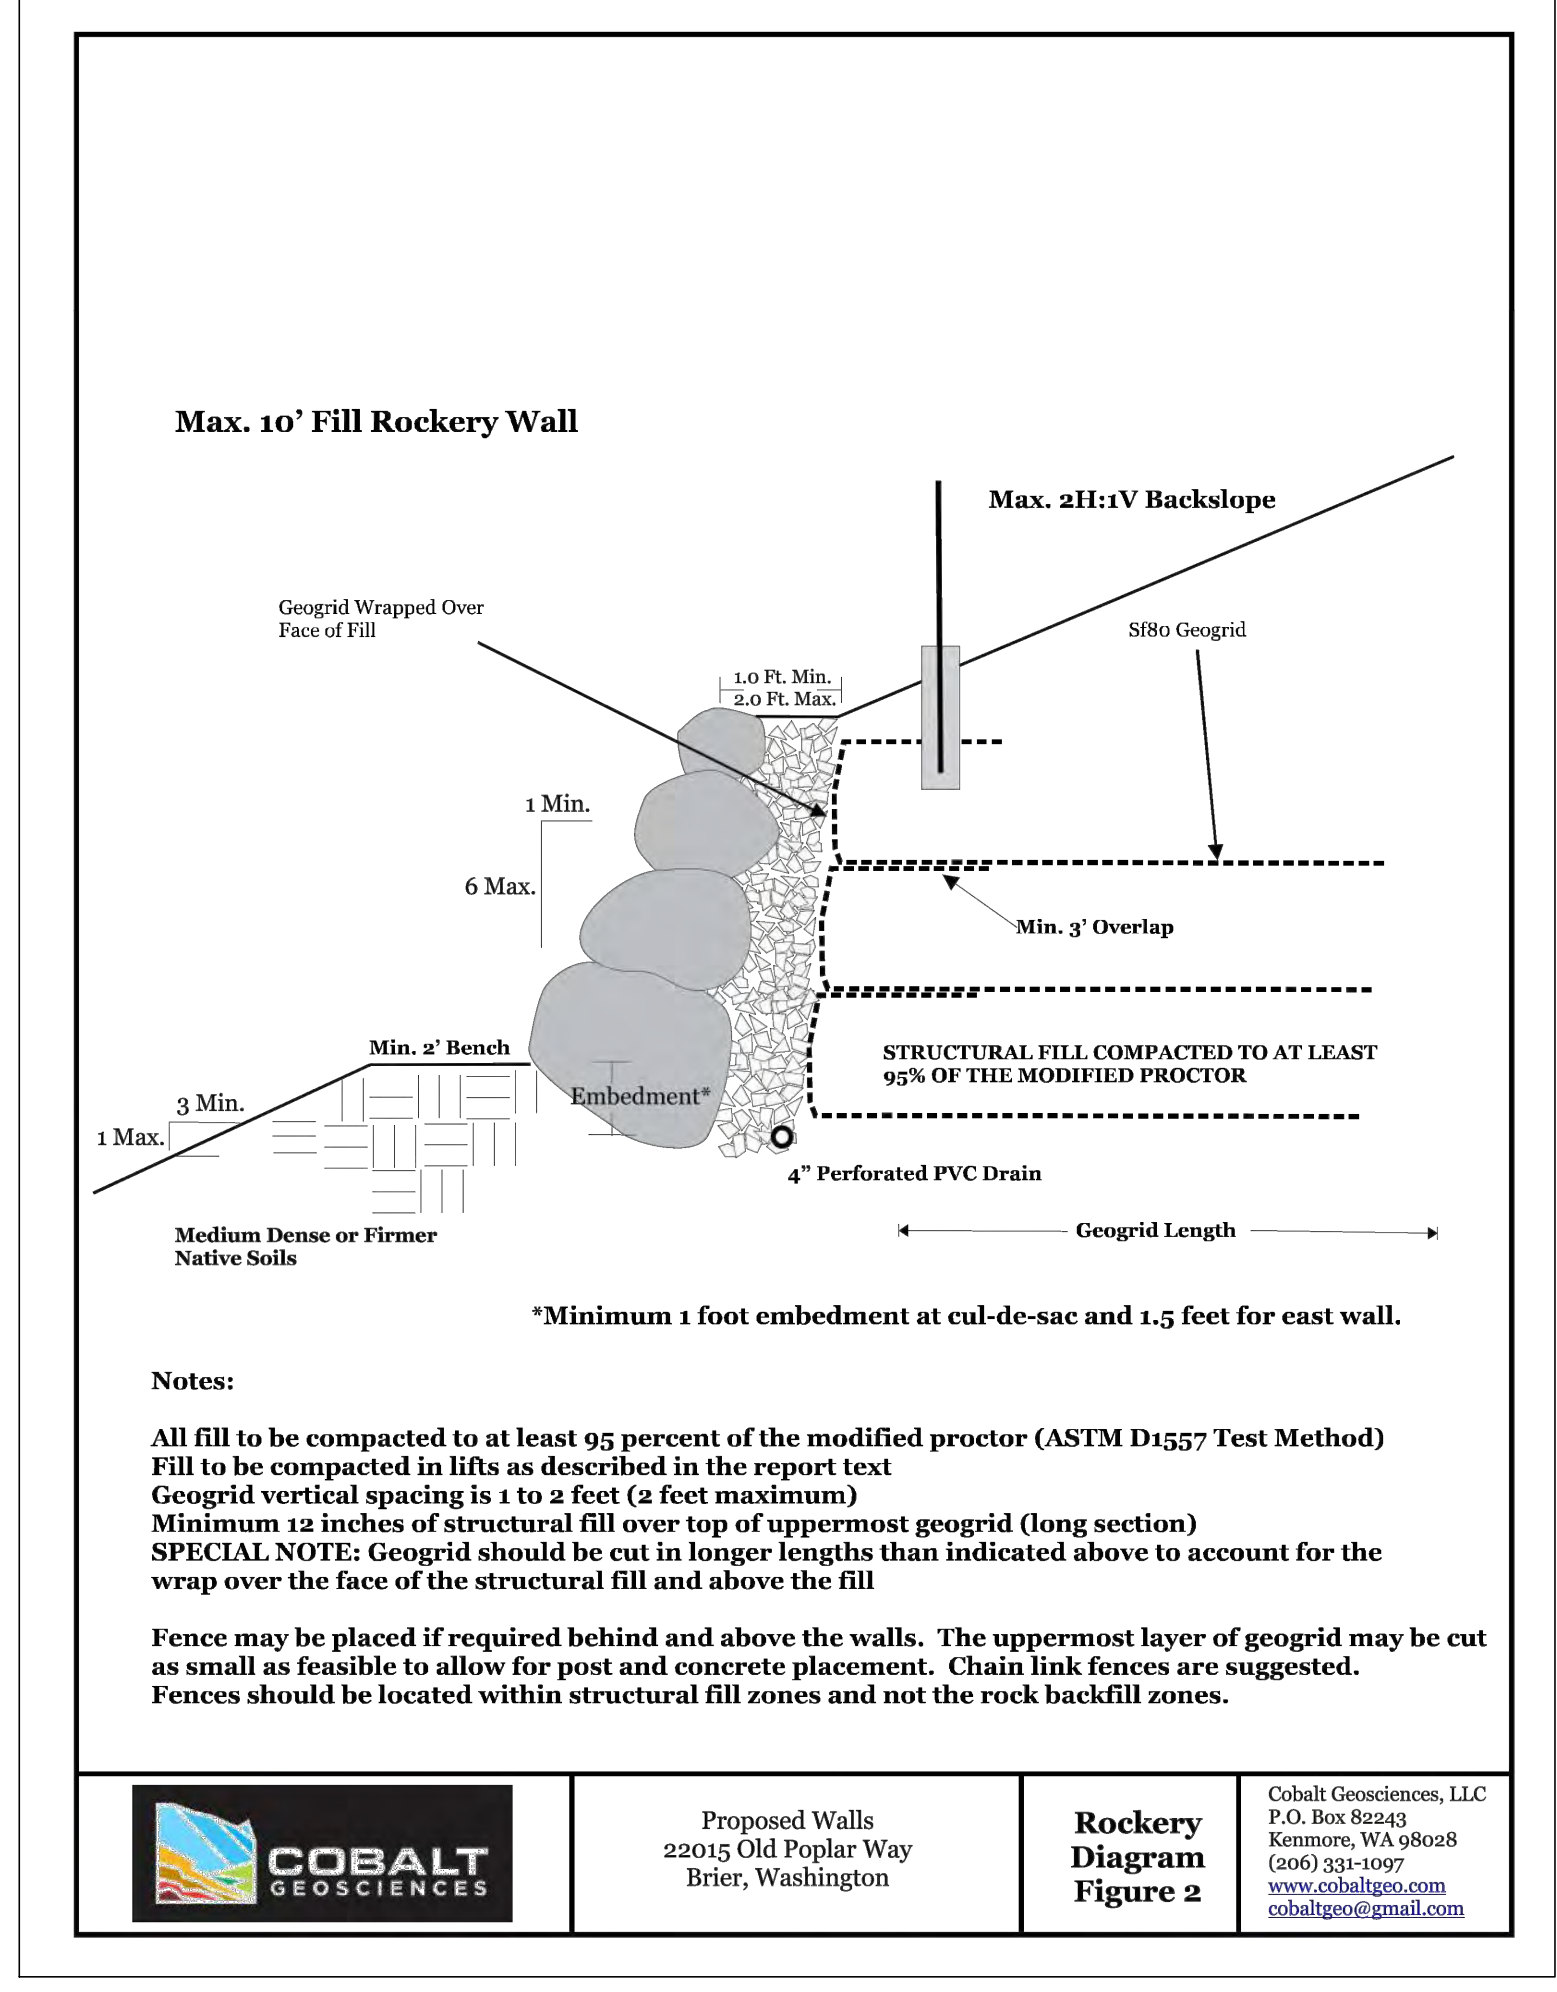 Max. 10’ Fill Rockery Wall
Max. 2H:1V Backslope
Geogrid Wrapped Over
Face of Fill
Sf80 Geogrid
1.0 Ft. Min.
2.0 Ft. Max.
1 Min.
6 Max.
Min. 3’ Overlap
Min. 2’ Bench
STRUCTURAL FILL COMPACTED TO AT LEAST
95% OF THE MODIFIED PROCTOR
Embedment*
3 Min.
1 Max.
4” Perforated PVC Drain
Medium Dense or Firmer
Native Soils
Geogrid Length
*Minimum 1 foot embedment at cul-de-sac and 1.5 feet for east wall.
Notes:
All fill to be compacted to at least 95 percent of the modified proctor (ASTM D1557 Test Method)
Fill to be compacted in lifts as described in the report text
Geogrid vertical spacing is 1 to 2 feet (2 feet maximum)
Minimum 12 inches of structural fill over top of uppermost geogrid (long section)
SPECIAL NOTE: Geogrid should be cut in longer lengths than indicated above to account for the
wrap over the face of the structural fill and above the fill
Fence may be placed if required behind and above the walls.  The uppermost layer of geogrid may be cut
as small as feasible to allow for post and concrete placement.  Chain link fences are suggested.
Fences should be located within structural fill zones and not the rock backfill zones.
COBALT
GEOSCIENCES
Proposed Walls
22015 Old Poplar Way
Brier, Washington
Rockery
Diagram
Figure 2
Cobalt Geosciences, LLC
P.O. Box 82243
Kenmore, WA 98028
(206) 331-1097
www.cobaltgeo.com
cobaltgeo@gmail.com